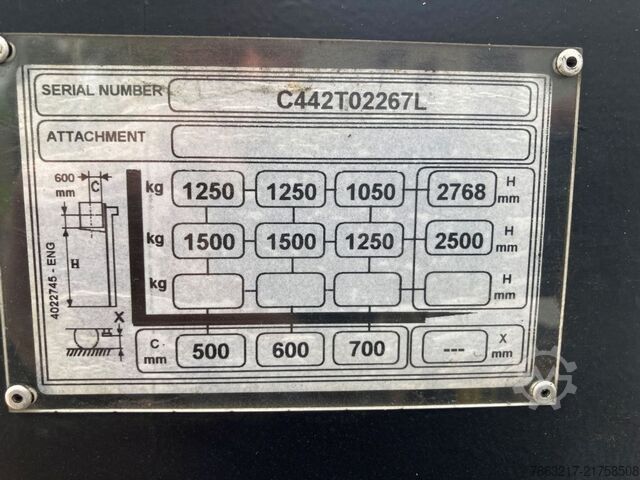 SERIAL NUMBER C442T02267L
ATTACHMENT
600 mm C kg 1250 1250 1050 2768 H mm
H kg 1500 1500 1250 2500 H mm
kg H mm
X C mm 500 600 700 --- X mm
4022745 - ENG
7863217-21758508